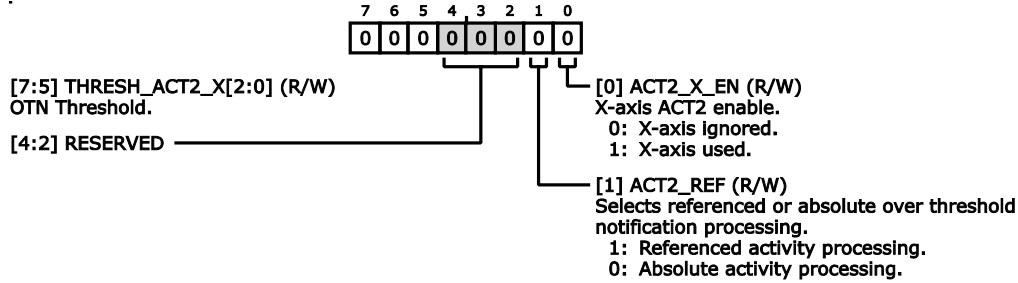 7 6 5 4 3 2 1 0
0 0 0 0 0 0 0 0
[7:5] THRESH_ACT2_X[2:0] (R/W)
OTN Threshold.
[4:2] RESERVED
[0] ACT2_X_EN (R/W)
X-axis ACT2 enable.
0: X-axis ignored.
1: X-axis used.
[1] ACT2_REF (R/W)
Selects referenced or absolute over threshold
notification processing.
1: Referenced activity processing.
0: Absolute activity processing.